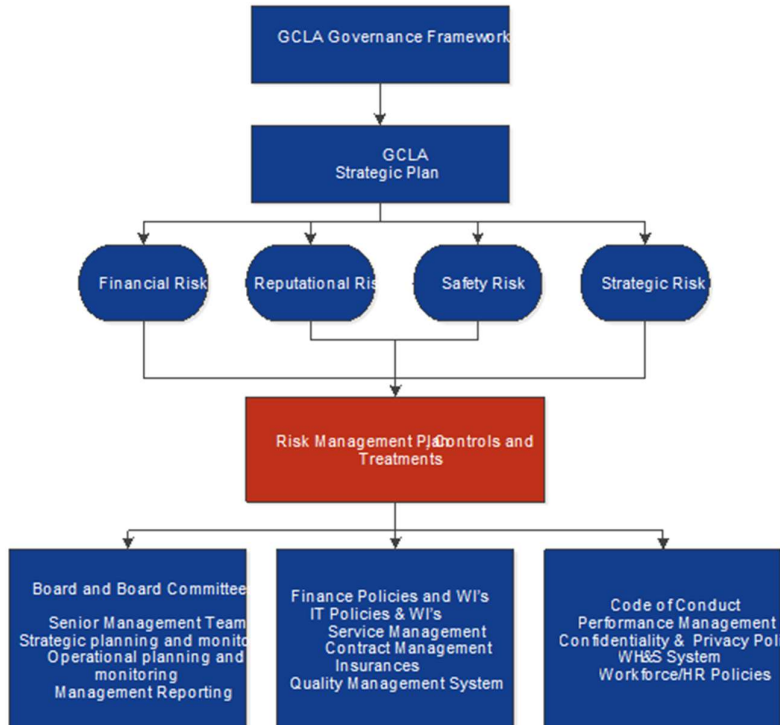 GCLA Governance Framework
GCLA
Strategic Plan
Financial Risk
Reputational Ris
Safety Risk
Strategic Risk
Risk Management Plan, Controls and
Treatments
Board and Board Committee
Senior Management Team
Strategic planning and monito
Operational planning and
monitoring
Management Reporting
Finance Policies and WI's
IT Policies & WI's
Service Management
Contract Management
Insurances
Quality Management System
Code of Conduct
Performance Management
Confidentiality & Privacy Poli
WH&S System
Workforce/HR Policies